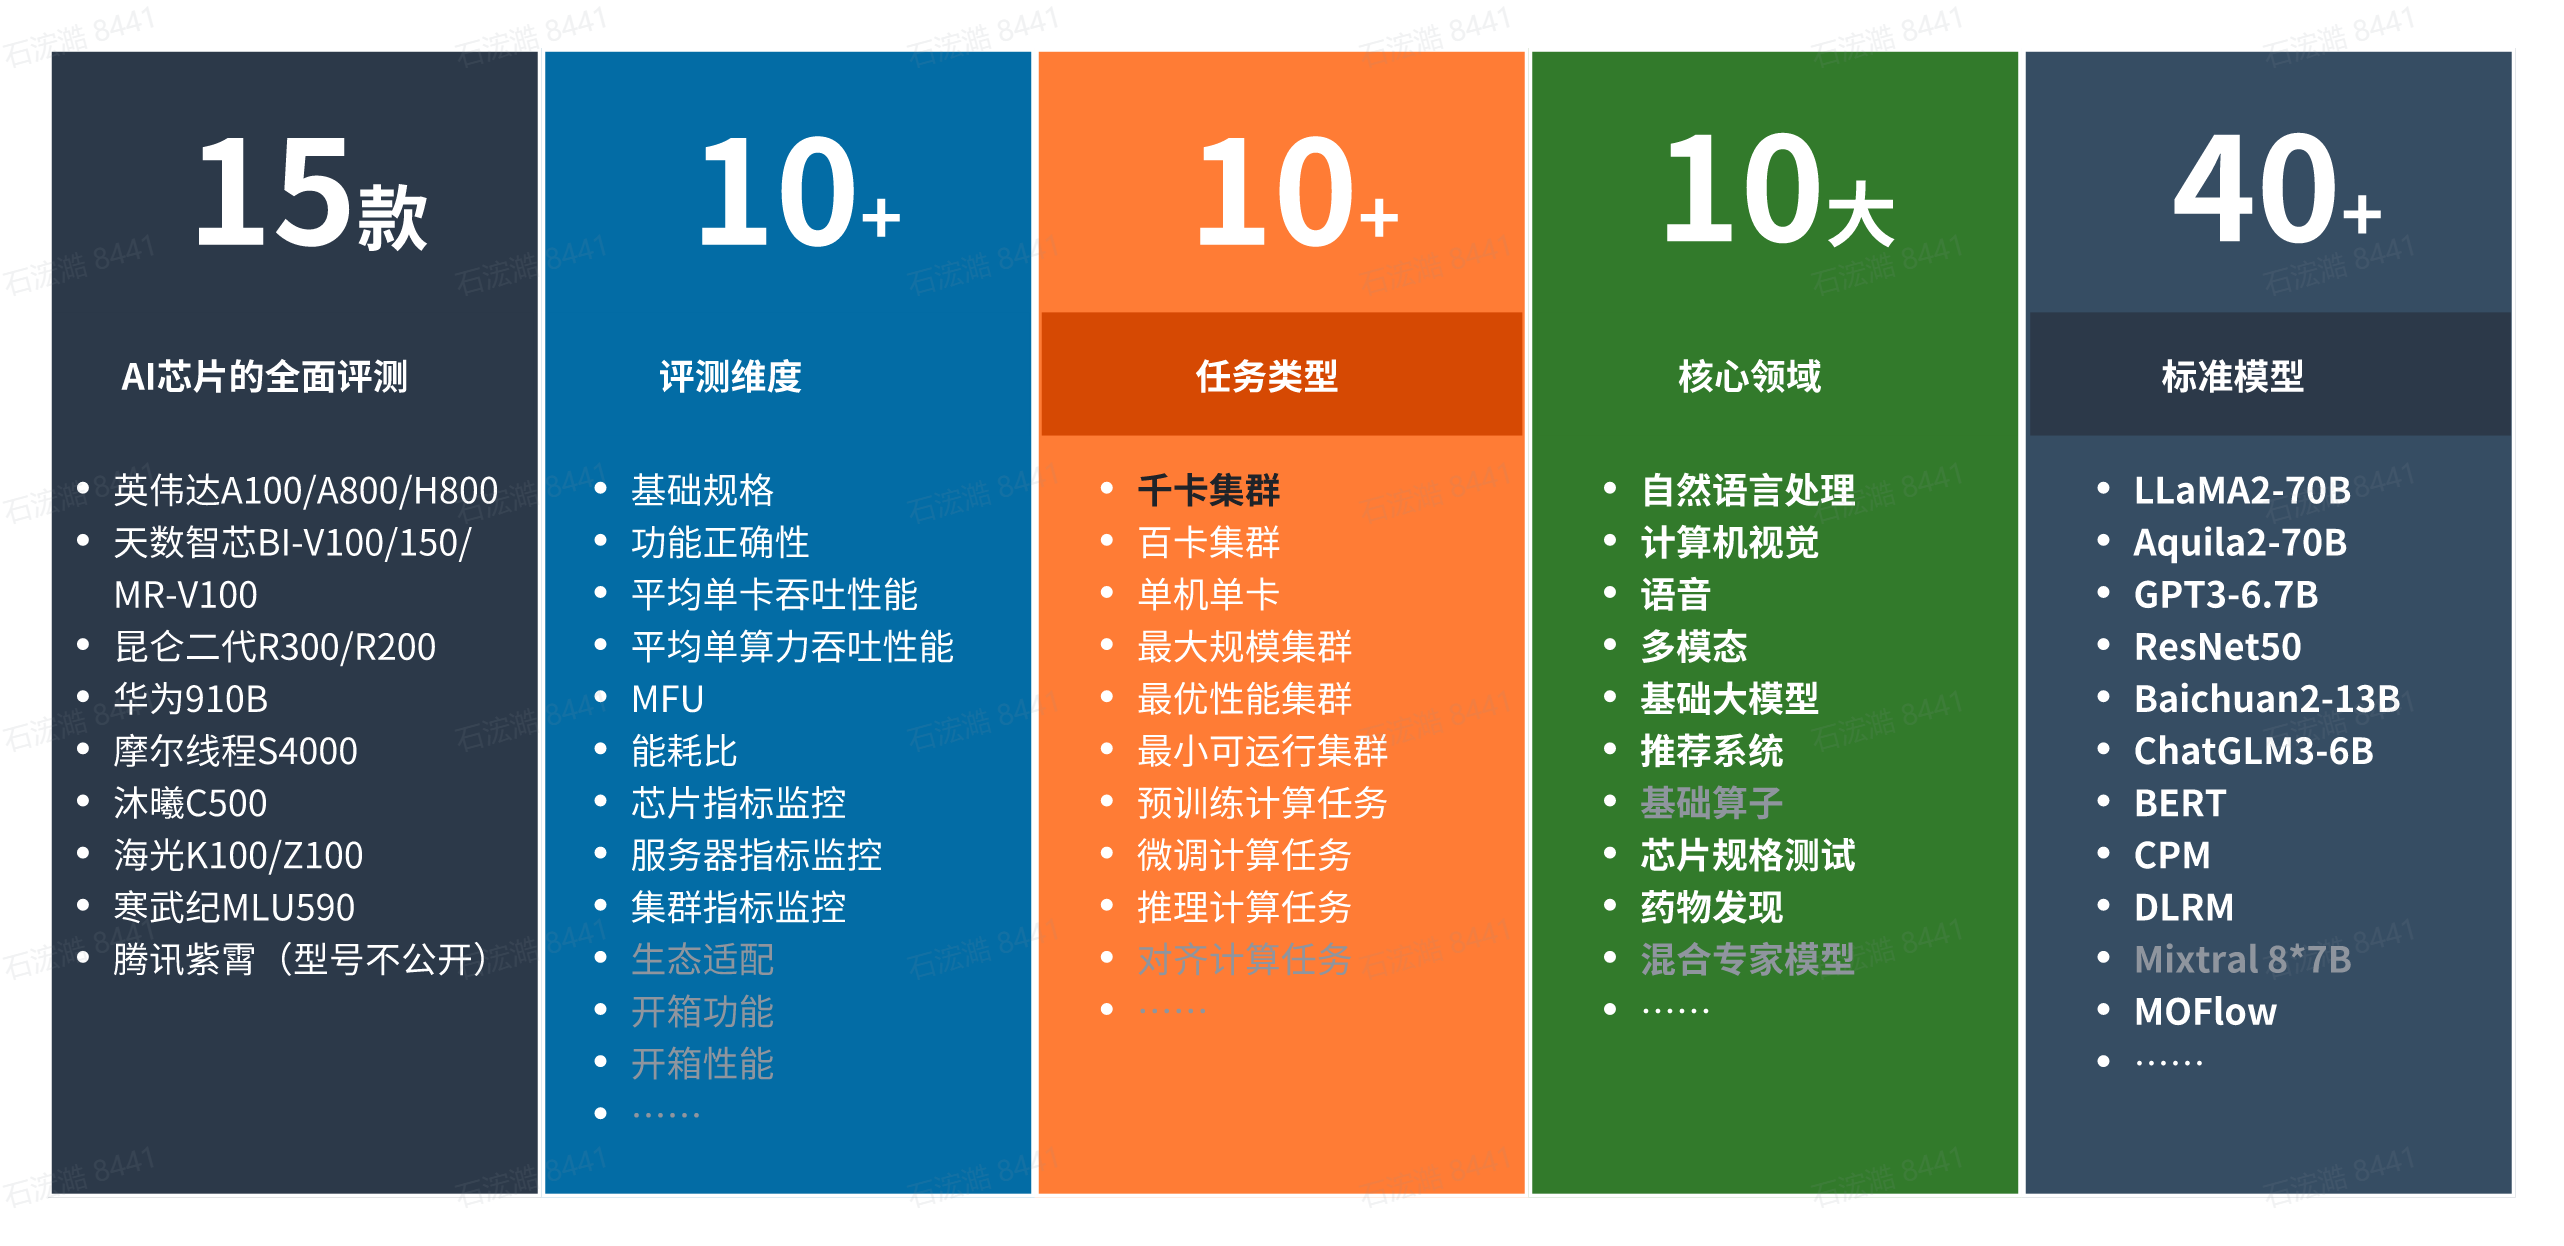 15款
AI芯片的全面评测
英伟达A100/A800/H800
天数智芯BI-V100/150/
MR-V100
昆仑二代R300/R200
华为910B
摩尔线程S4000
沐曦C500
海光K100/Z100
寒武纪MLU590
腾讯紫霄（型号不公开）
10+
评测维度
基础规格
功能正确性
平均单卡吞吐性能
平均单算力吞吐性能
MFU
能耗比
芯片指标监控
服务器指标监控
集群指标监控
生态适配
开箱功能
开箱性能
……
10+
任务类型
千卡集群
百卡集群
单机单卡
最大规模集群
最优性能集群
最小可运行集群
预训练计算任务
微调计算任务
推理计算任务
对齐计算任务
……
10大
核心领域
自然语言处理
计算机视觉
语音
多模态
基础大模型
推荐系统
基础算子
芯片规格测试
药物发现
混合专家模型
……
40+
标准模型
LLaMA2-70B
Aquila2-70B
GPT3-6.7B
ResNet50
Baichuan2-13B
ChatGLM3-6B
BERT
CPM
DLRM
Mixtral 8*7B
MOFlow
……
石浤澔 8441